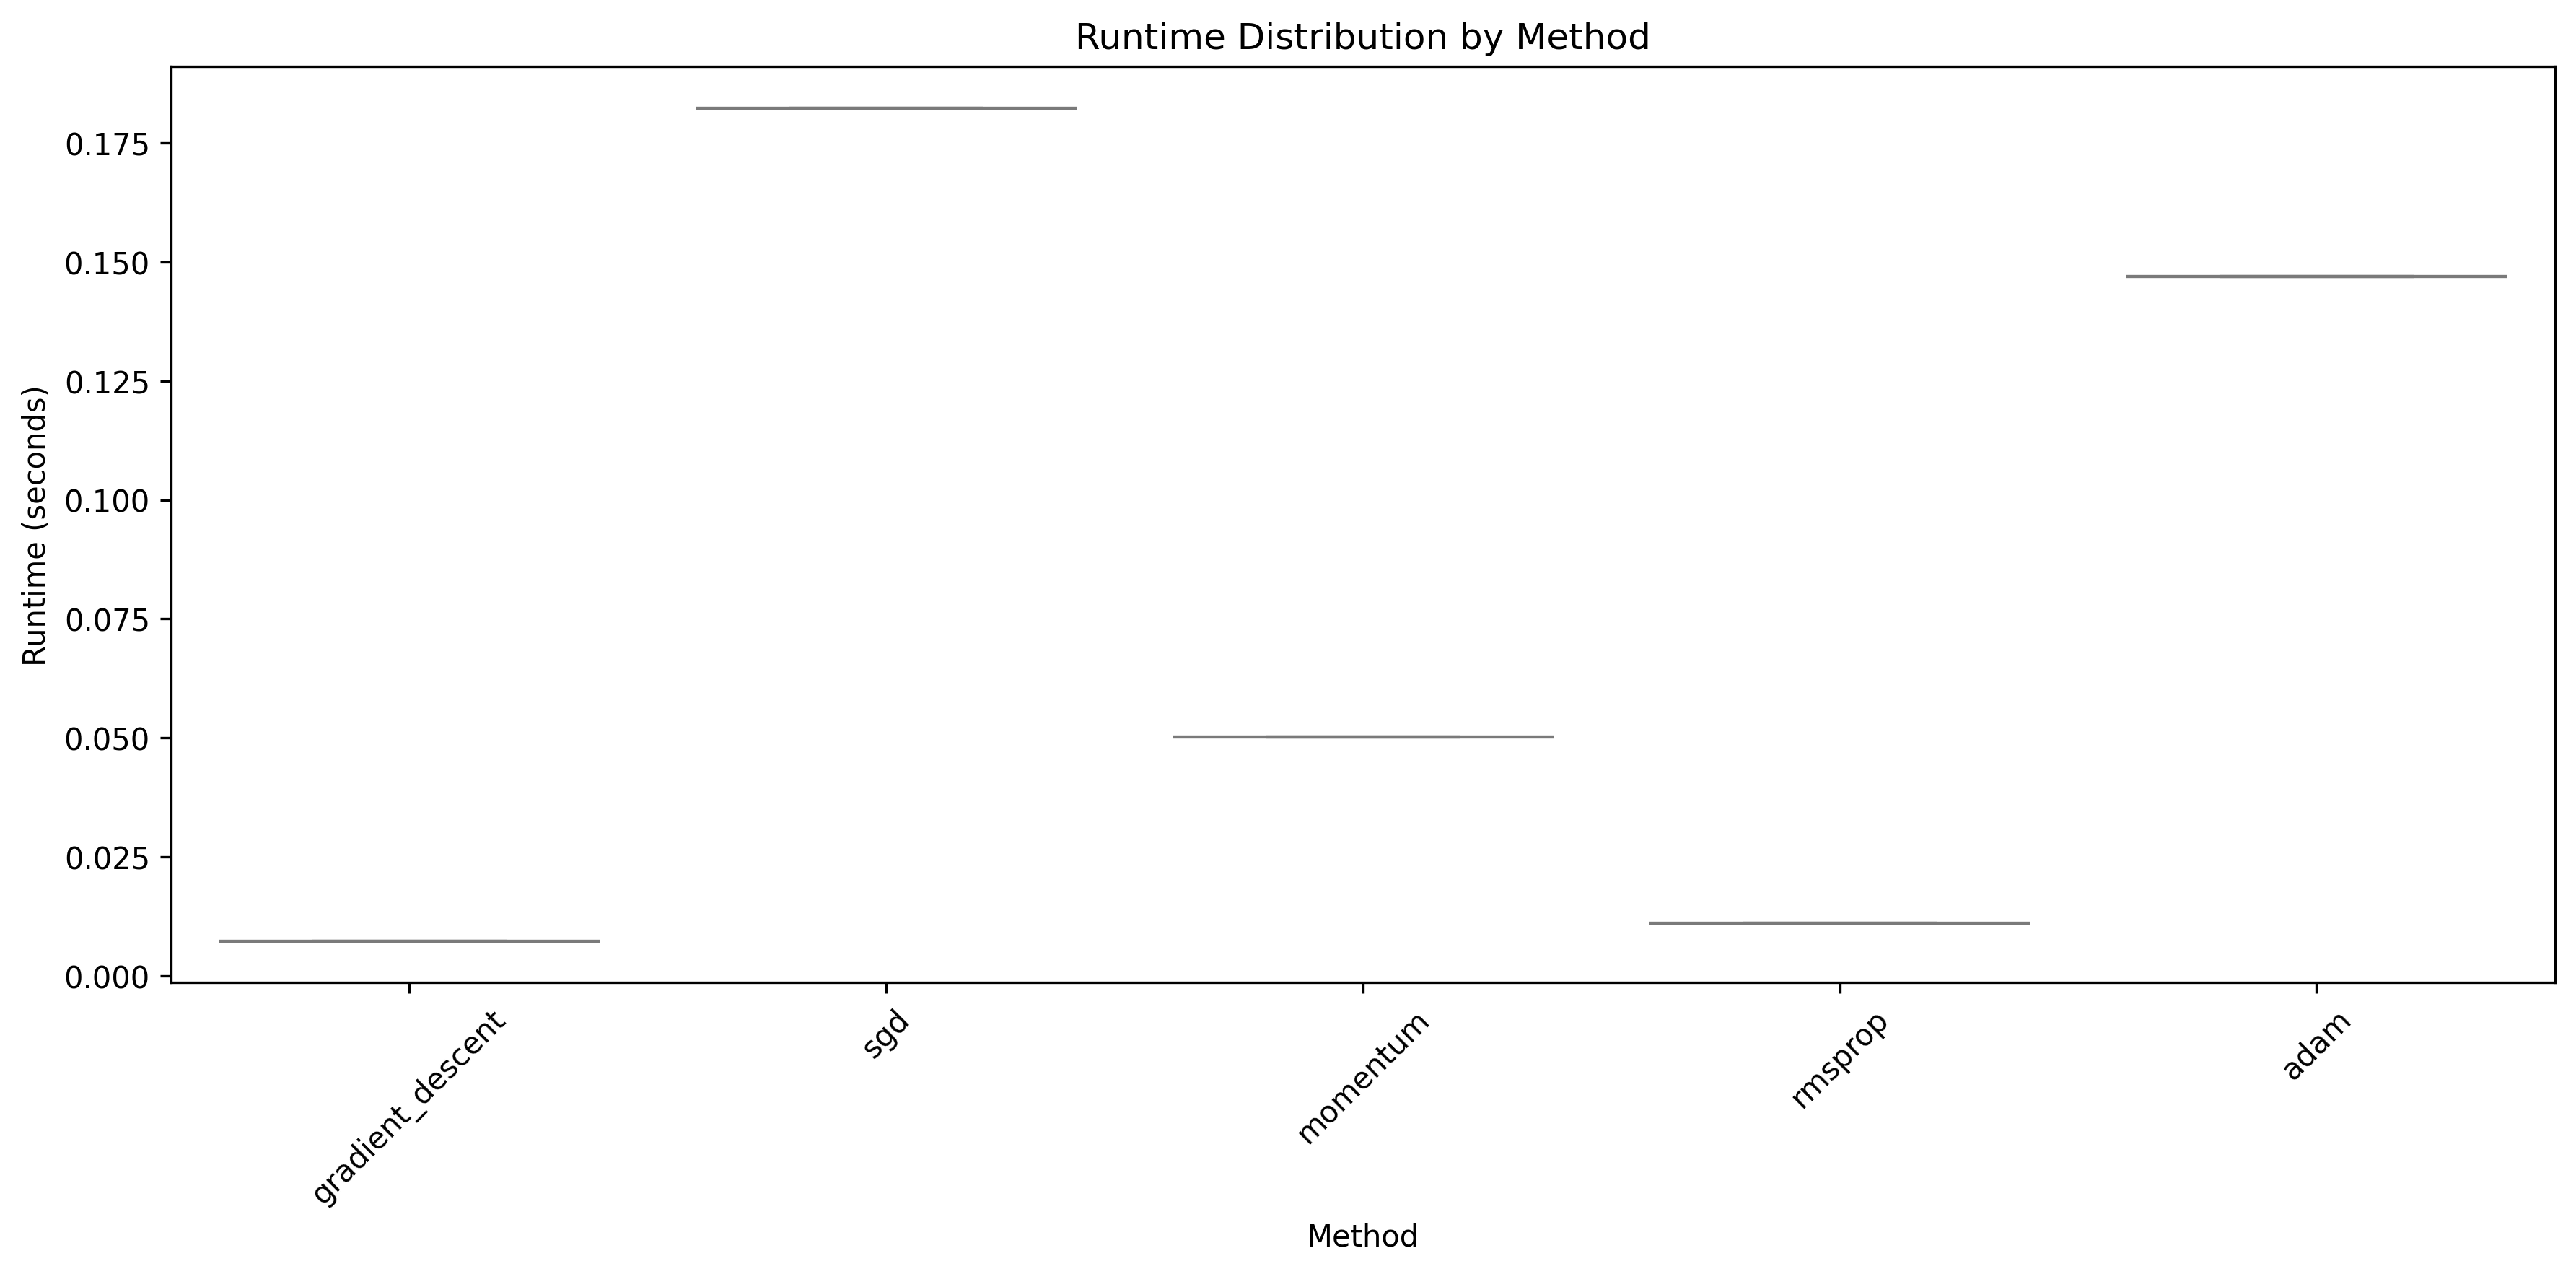 Runtime Distribution by Method
Runtime (seconds)
0.175
0.150
0.125
0.100
0.075
0.050
0.025
0.000
gradient_descent
sgd
momentum
rmsprop
adam
Method